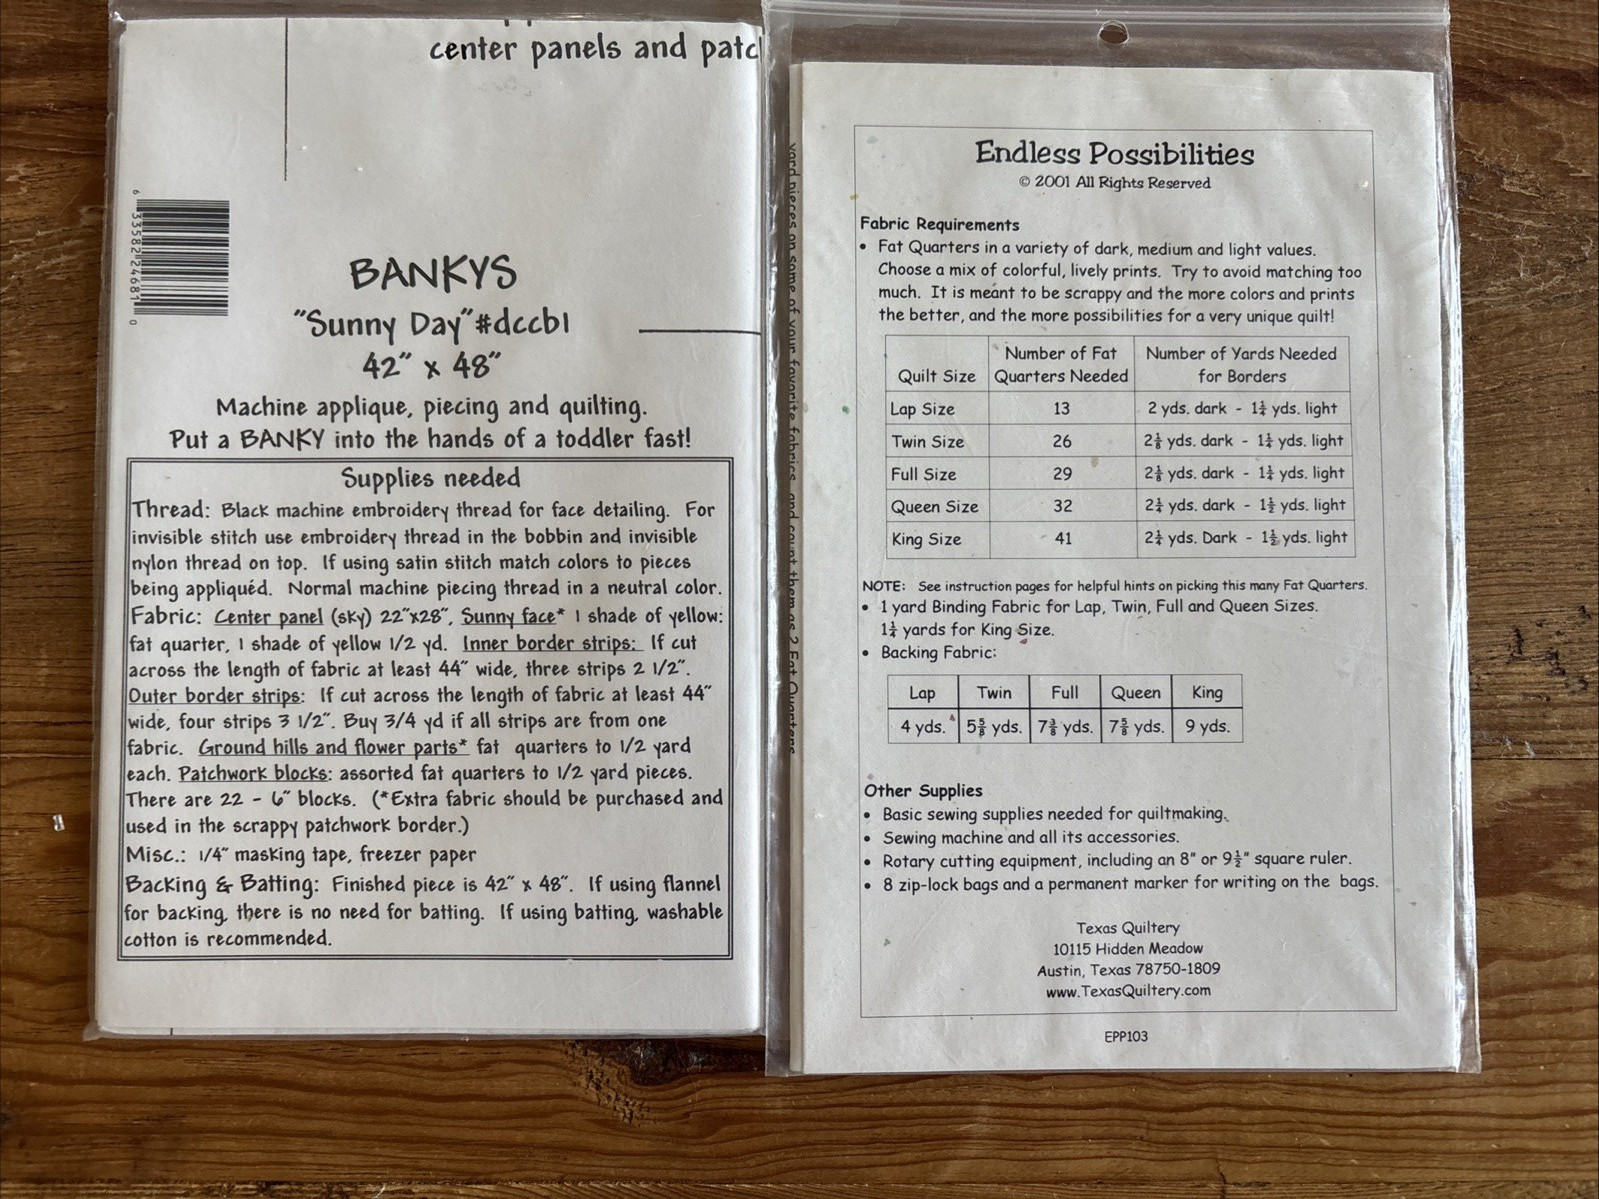 center panels and patc
6 33582 24681 0
BANKYS
"Sunny Day"#dccb1
42" x 48"
Machine applique, piecing and quilting.
Put a BANKY into the hands of a toddler fast!
Supplies needed
Thread: Black machine embroidery thread for face detailing. For
invisible stitch use embroidery thread in the bobbin and invisible
nylon thread on top. If using satin stitch match colors to pieces
being appliquéd. Normal machine piecing thread in a neutral color.
Fabric: Center panel (sky) 22"x28", Sunny face* 1 shade of yellow:
fat quarter, 1 shade of yellow 1/2 yd. Inner border strips: If cut
across the length of fabric at least 44" wide, three strips 2 1/2".
Outer border strips: If cut across the length of fabric at least 44"
wide, four strips 3 1/2". Buy 3/4 yd if all strips are from one
fabric. Ground hills and flower parts* fat quarters to 1/2 yard
each. Patchwork blocks: assorted fat quarters to 1/2 yard pieces.
There are 22 - 6" blocks. (*Extra fabric should be purchased and
used in the scrappy patchwork border.)
Misc.: 1/4" masking tape, freezer paper
Backing & Batting: Finished piece is 42" x 48". If using flannel
for backing, there is no need for batting. If using batting, washable
cotton is recommended.
yard pieces on some of your favorite fabrics, and count them as 2 Fat Quarters
Endless Possibilities
© 2001 All Rights Reserved
Fabric Requirements
• Fat Quarters in a variety of dark, medium and light values.
Choose a mix of colorful, lively prints. Try to avoid matching too
much. It is meant to be scrappy and the more colors and prints
the better, and the more possibilities for a very unique quilt!
Quilt Size Number of Fat Quarters Needed Number of Yards Needed for Borders
Lap Size 13 2 yds. dark - 1¼ yds. light
Twin Size 26 2⅛ yds. dark - 1¼ yds. light
Full Size 29 2⅛ yds. dark - 1¼ yds. light
Queen Size 32 2¼ yds. dark - 1½ yds. light
King Size 41 2¼ yds. Dark - 1½ yds. light
NOTE: See instruction pages for helpful hints on picking this many Fat Quarters.
• 1 yard Binding Fabric for Lap, Twin, Full and Queen Sizes.
1¼ yards for King Size.
• Backing Fabric:
Lap Twin Full Queen King
4 yds. 5⅝ yds. 7⅜ yds. 7⅝ yds. 9 yds.
Other Supplies
• Basic sewing supplies needed for quiltmaking.
• Sewing machine and all its accessories.
• Rotary cutting equipment, including an 8" or 9½" square ruler.
• 8 zip-lock bags and a permanent marker for writing on the bags.
Texas Quiltery
10115 Hidden Meadow
Austin, Texas 78750-1809
www.TexasQuiltery.com
EPP103